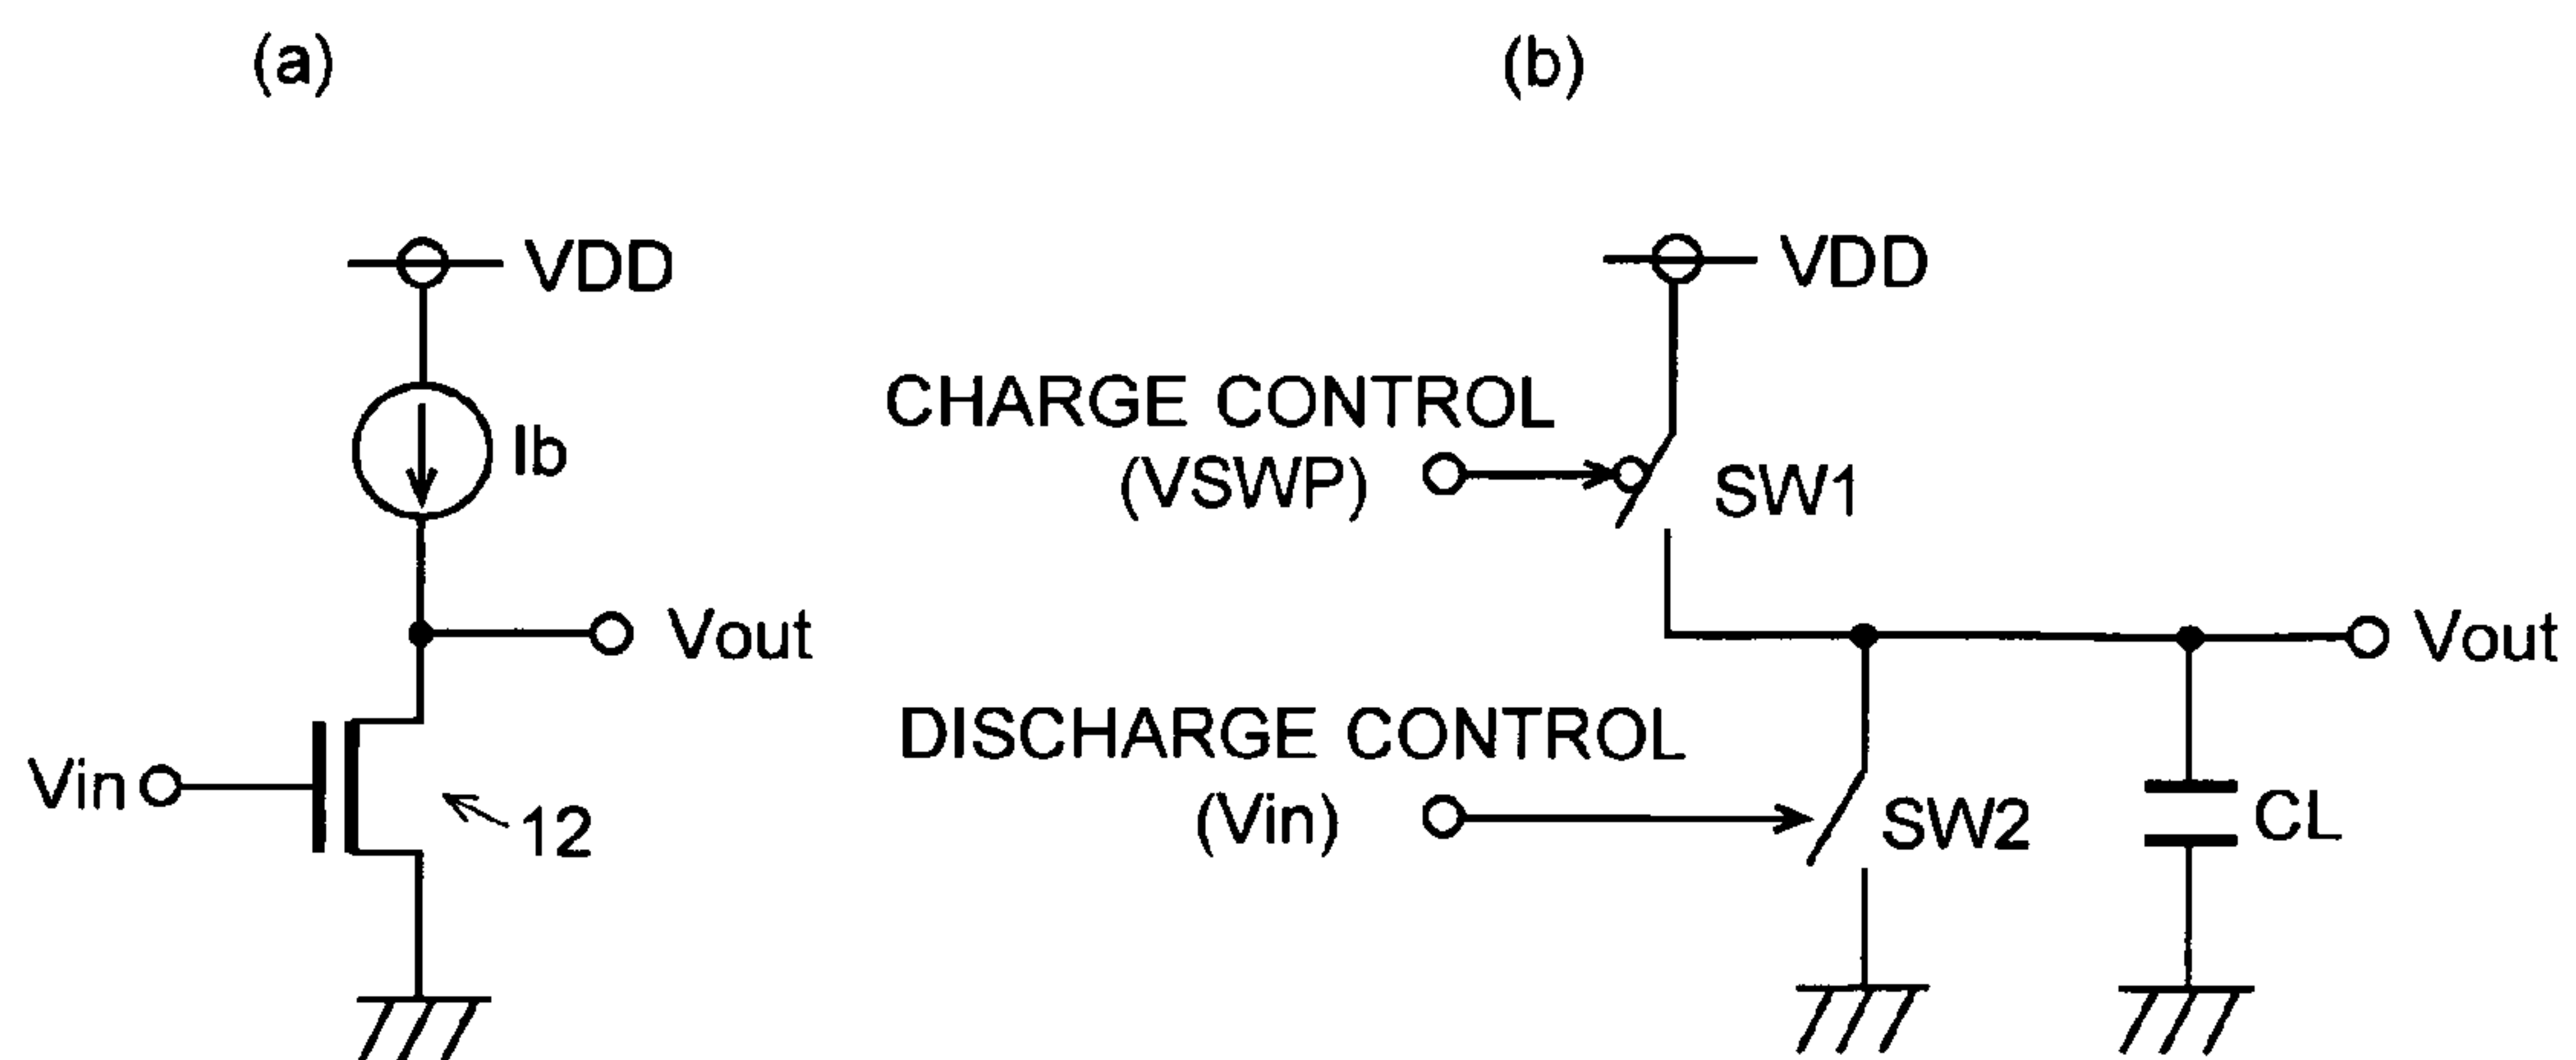 (a)
VDD
Ib
Vout
Vin
12
(b)
VDD
CHARGE CONTROL
(VSWP)
SW1
Vout
DISCHARGE CONTROL
(Vin)
SW2
CL